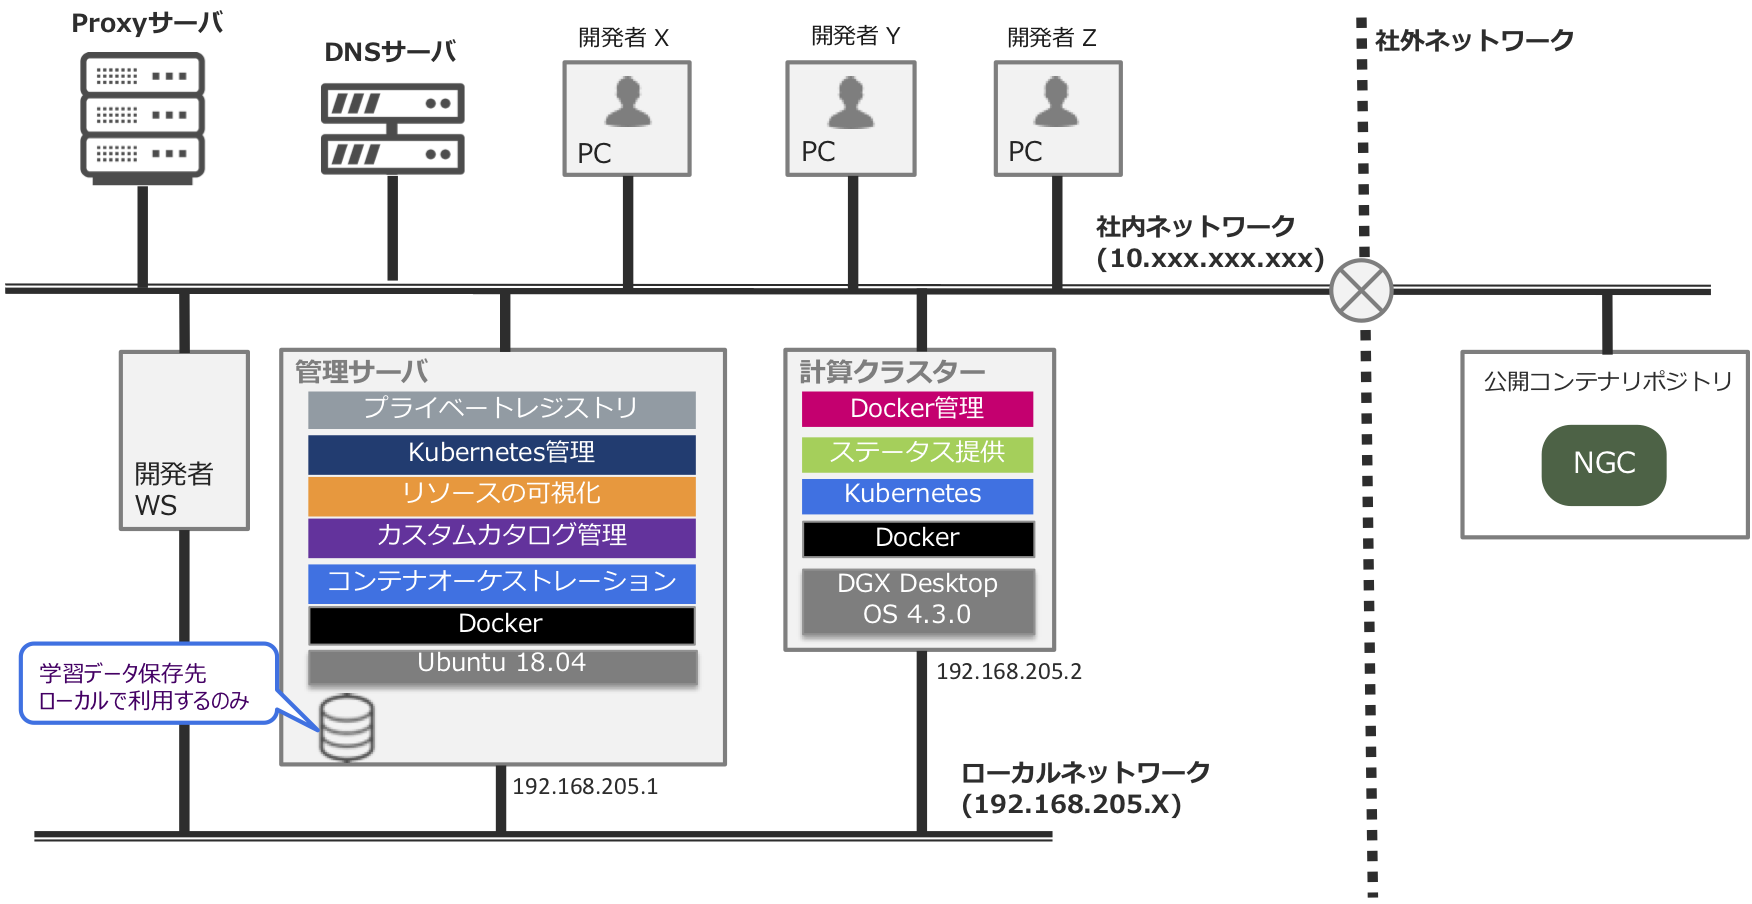 Proxyサーバ
DNSサーバ
開発者 X
開発者 Y
開発者 Z
社外ネットワーク
PC
PC
PC
社内ネットワーク
(10.xxx.xxx.xxx)
開発者
WS
管理サーバ
プライベートレジストリ
Kubernetes管理
リソースの可視化
カスタムカタログ管理
コンテナオーケストレーション
Docker
Ubuntu 18.04
計算クラスター
Docker管理
ステータス提供
Kubernetes
Docker
DGX Desktop
OS 4.3.0
公開コンテナリポジトリ
NGC
学習データ保存先
ローカルで利用するのみ
192.168.205.1
192.168.205.2
ローカルネットワーク
(192.168.205.X)